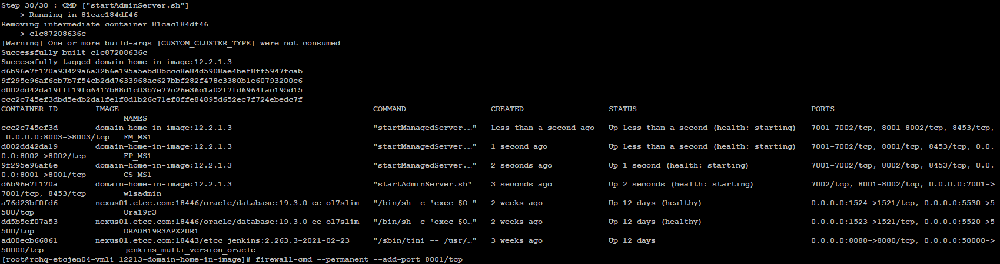 Step 30/30 : CMD ["startAdminServer.sh"]
 ---> Running in 81cac184df46
Removing intermediate container 81cac184df46
 ---> c1c87208636c
[Warning] One or more build-args [CUSTOM_CLUSTER_TYPE] were not consumed
Successfully built c1c87208636c
Successfully tagged domain-home-in-image:12.2.1.3
d6b96e7f170a93429a6a32b6e195a5ebd0bccc8e84d5908ae4bef8ff5947fcab
9f295e96af6eb7b7f54cb2dd7633968ac627bbf282f478c3380b1e60793200c6
d002dd42da19fff19fc6417b88d1c03b7e77c26e36c1a02f7fd6964fac195d15
ccc2c745ef3dbd5edb2da1fe1f8d1b26c71ef0ffe84895d652ec7f724ebedc7f
CONTAINER ID        IMAGE                                                      COMMAND                  CREATED                  STATUS                                     PORTS
                          NAMES
ccc2c745ef3d        domain-home-in-image:12.2.1.3                              "startManagedServer.…"   Less than a second ago   Up Less than a second (health: starting)   7001-7002/tcp, 8001-8002/tcp, 8453/tcp,
 0.0.0.0:8003->8003/tcp   FM_MS1
d002dd42da19        domain-home-in-image:12.2.1.3                              "startManagedServer.…"   1 second ago             Up Less than a second (health: starting)   7001-7002/tcp, 8001/tcp, 8453/tcp, 0.0.
0.0:8002->8002/tcp        FP_MS1
9f295e96af6e        domain-home-in-image:12.2.1.3                              "startManagedServer.…"   2 seconds ago            Up 1 second (health: starting)             7001-7002/tcp, 8002/tcp, 8453/tcp, 0.0.
0.0:8001->8001/tcp        CS_MS1
d6b96e7f170a        domain-home-in-image:12.2.1.3                              "startAdminServer.sh"    3 seconds ago            Up 2 seconds (health: starting)            7002/tcp, 8001-8002/tcp, 0.0.0.0:7001->
7001/tcp, 8453/tcp        wlsadmin
a76d23bf0fd6        nexus01.etcc.com:18446/oracle/database:19.3.0-ee-ol7slim   "/bin/sh -c 'exec $O…"   2 weeks ago              Up 12 days (healthy)                       0.0.0.0:1524->1521/tcp, 0.0.0.0:5530->5
500/tcp                   Ora19r3
dd5b5ef07a53        nexus01.etcc.com:18446/oracle/database:19.3.0-ee-ol7slim   "/bin/sh -c 'exec $O…"   2 weeks ago              Up 12 days (healthy)                       0.0.0.0:1523->1521/tcp, 0.0.0.0:5520->5
500/tcp                   ORADB19R3APX20R1
ad00ecb66861        nexus01.etcc.com:18443/etcc_jenkins:2.263.3-2021-02-23     "/sbin/tini -- /usr/…"   3 weeks ago              Up 12 days                                 0.0.0.0:8080->8080/tcp, 0.0.0.0:50000->
50000/tcp                 jenkins_multi_version_oracle
[root@rchq-etcjen04-vmli 12213-domain-home-in-image]# firewall-cmd --permanent --add-port=8001/tcp